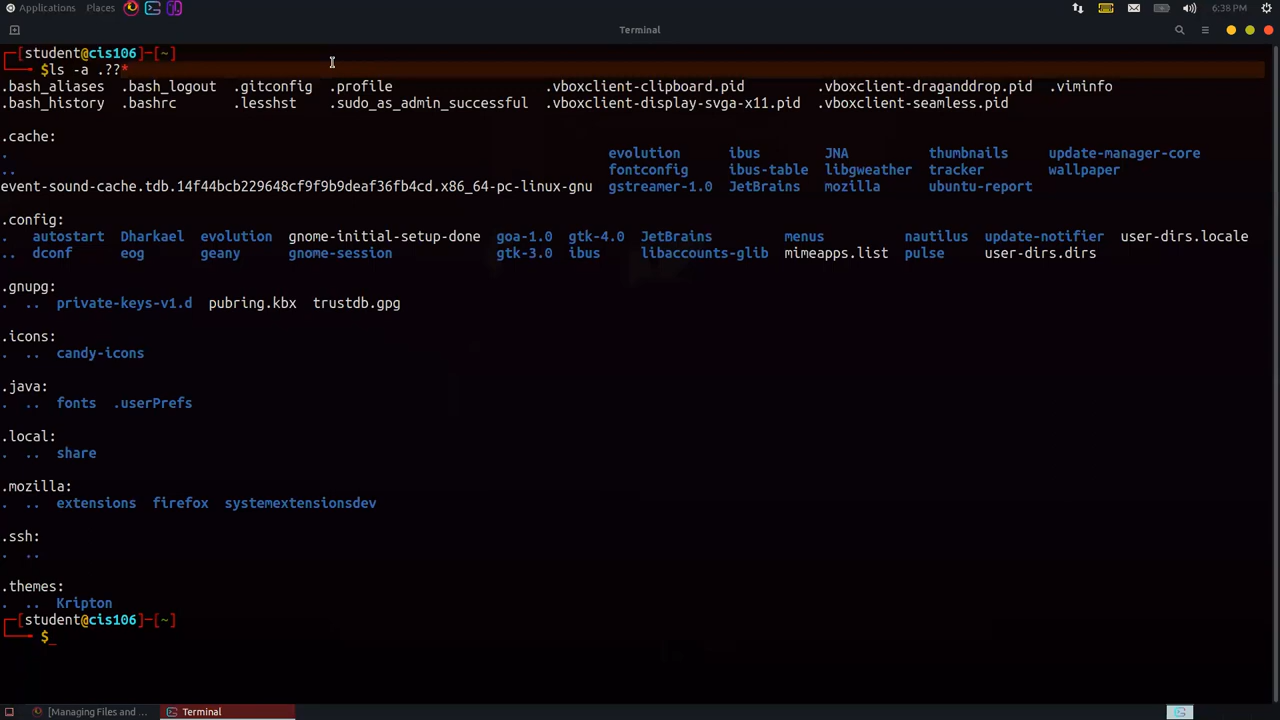 Applications Places 6:38 PM
Terminal
┌─[student@cis106]─[~]
└──╼ $ls -a .??*
.bash_aliases .bash_logout .gitconfig .profile .vboxclient-clipboard.pid .vboxclient-draganddrop.pid .viminfo
.bash_history .bashrc .lesshst .sudo_as_admin_successful .vboxclient-display-svga-x11.pid .vboxclient-seamless.pid
.cache:
. evolution ibus JNA thumbnails update-manager-core
.. fontconfig ibus-table libgweather tracker wallpaper
event-sound-cache.tdb.14f44bcb229648cf9f9b9deaf36fb4cd.x86_64-pc-linux-gnu gstreamer-1.0 JetBrains mozilla ubuntu-report
.config:
. autostart Dharkael evolution gnome-initial-setup-done goa-1.0 gtk-4.0 JetBrains menus nautilus update-notifier user-dirs.locale
.. dconf eog geany gnome-session gtk-3.0 ibus libaccounts-glib mimeapps.list pulse user-dirs.dirs
.gnupg:
. .. private-keys-v1.d pubring.kbx trustdb.gpg
.icons:
. .. candy-icons
.java:
. .. fonts .userPrefs
.local:
. .. share
.mozilla:
. .. extensions firefox systemextensionsdev
.ssh:
. ..
.themes:
. .. Kripton
┌─[student@cis106]─[~]
└──╼ $_
[Managing Files and ... Terminal